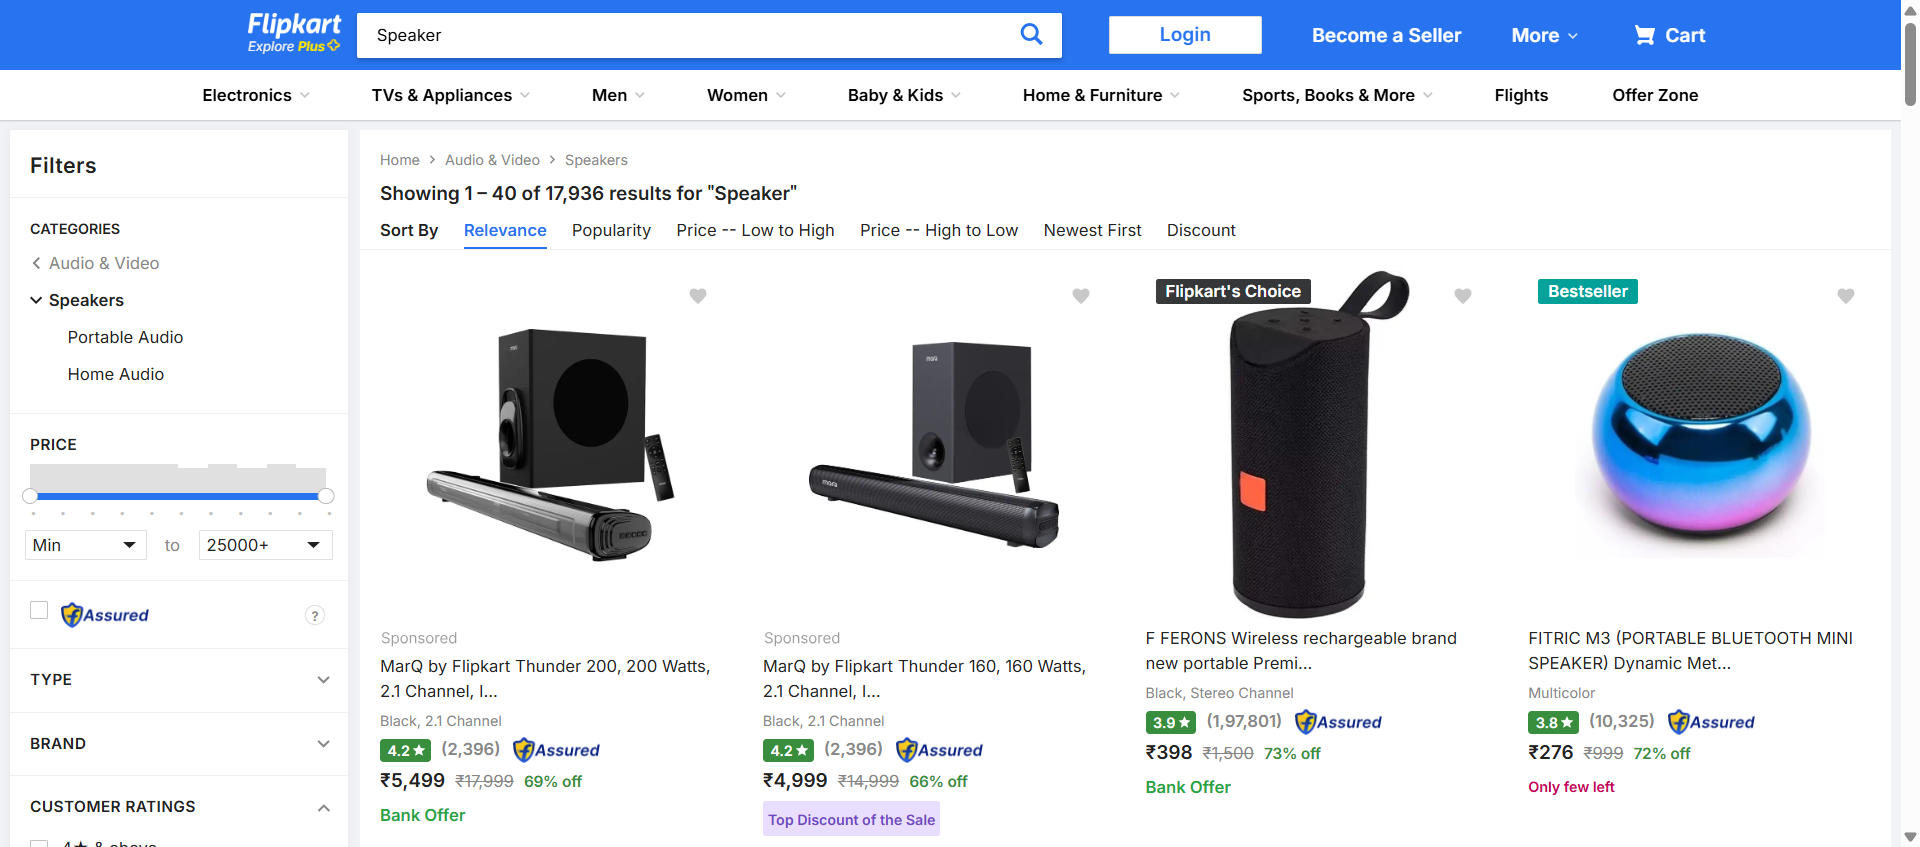 Flipkart
Explore Plus
Speaker
Login
Become a Seller
More
Cart
Electronics
TVs & Appliances
Men
Women
Baby & Kids
Home & Furniture
Sports, Books & More
Flights
Offer Zone
Filters
CATEGORIES
Audio & Video
Speakers
Portable Audio
Home Audio
PRICE
Min
to
25000+
Assured
?
TYPE
BRAND
CUSTOMER RATINGS
4★ & above
Home > Audio & Video > Speakers
Showing 1 – 40 of 17,936 results for "Speaker"
Sort By
Relevance
Popularity
Price -- Low to High
Price -- High to Low
Newest First
Discount
Sponsored
MarQ by Flipkart Thunder 200, 200 Watts,
2.1 Channel, I...
Black, 2.1 Channel
4.2★ (2,396) Assured
₹5,499 ₹17,999 69% off
Bank Offer
marq
Sponsored
MarQ by Flipkart Thunder 160, 160 Watts,
2.1 Channel, I...
Black, 2.1 Channel
4.2★ (2,396) Assured
₹4,999 ₹14,999 66% off
Top Discount of the Sale
Flipkart's Choice
F FERONS Wireless rechargeable brand
new portable Premi...
Black, Stereo Channel
3.9★ (1,97,801) Assured
₹398 ₹1,500 73% off
Bank Offer
Bestseller
FITRIC M3 (PORTABLE BLUETOOTH MINI
SPEAKER) Dynamic Met...
Multicolor
3.8★ (10,325) Assured
₹276 ₹999 72% off
Only few left